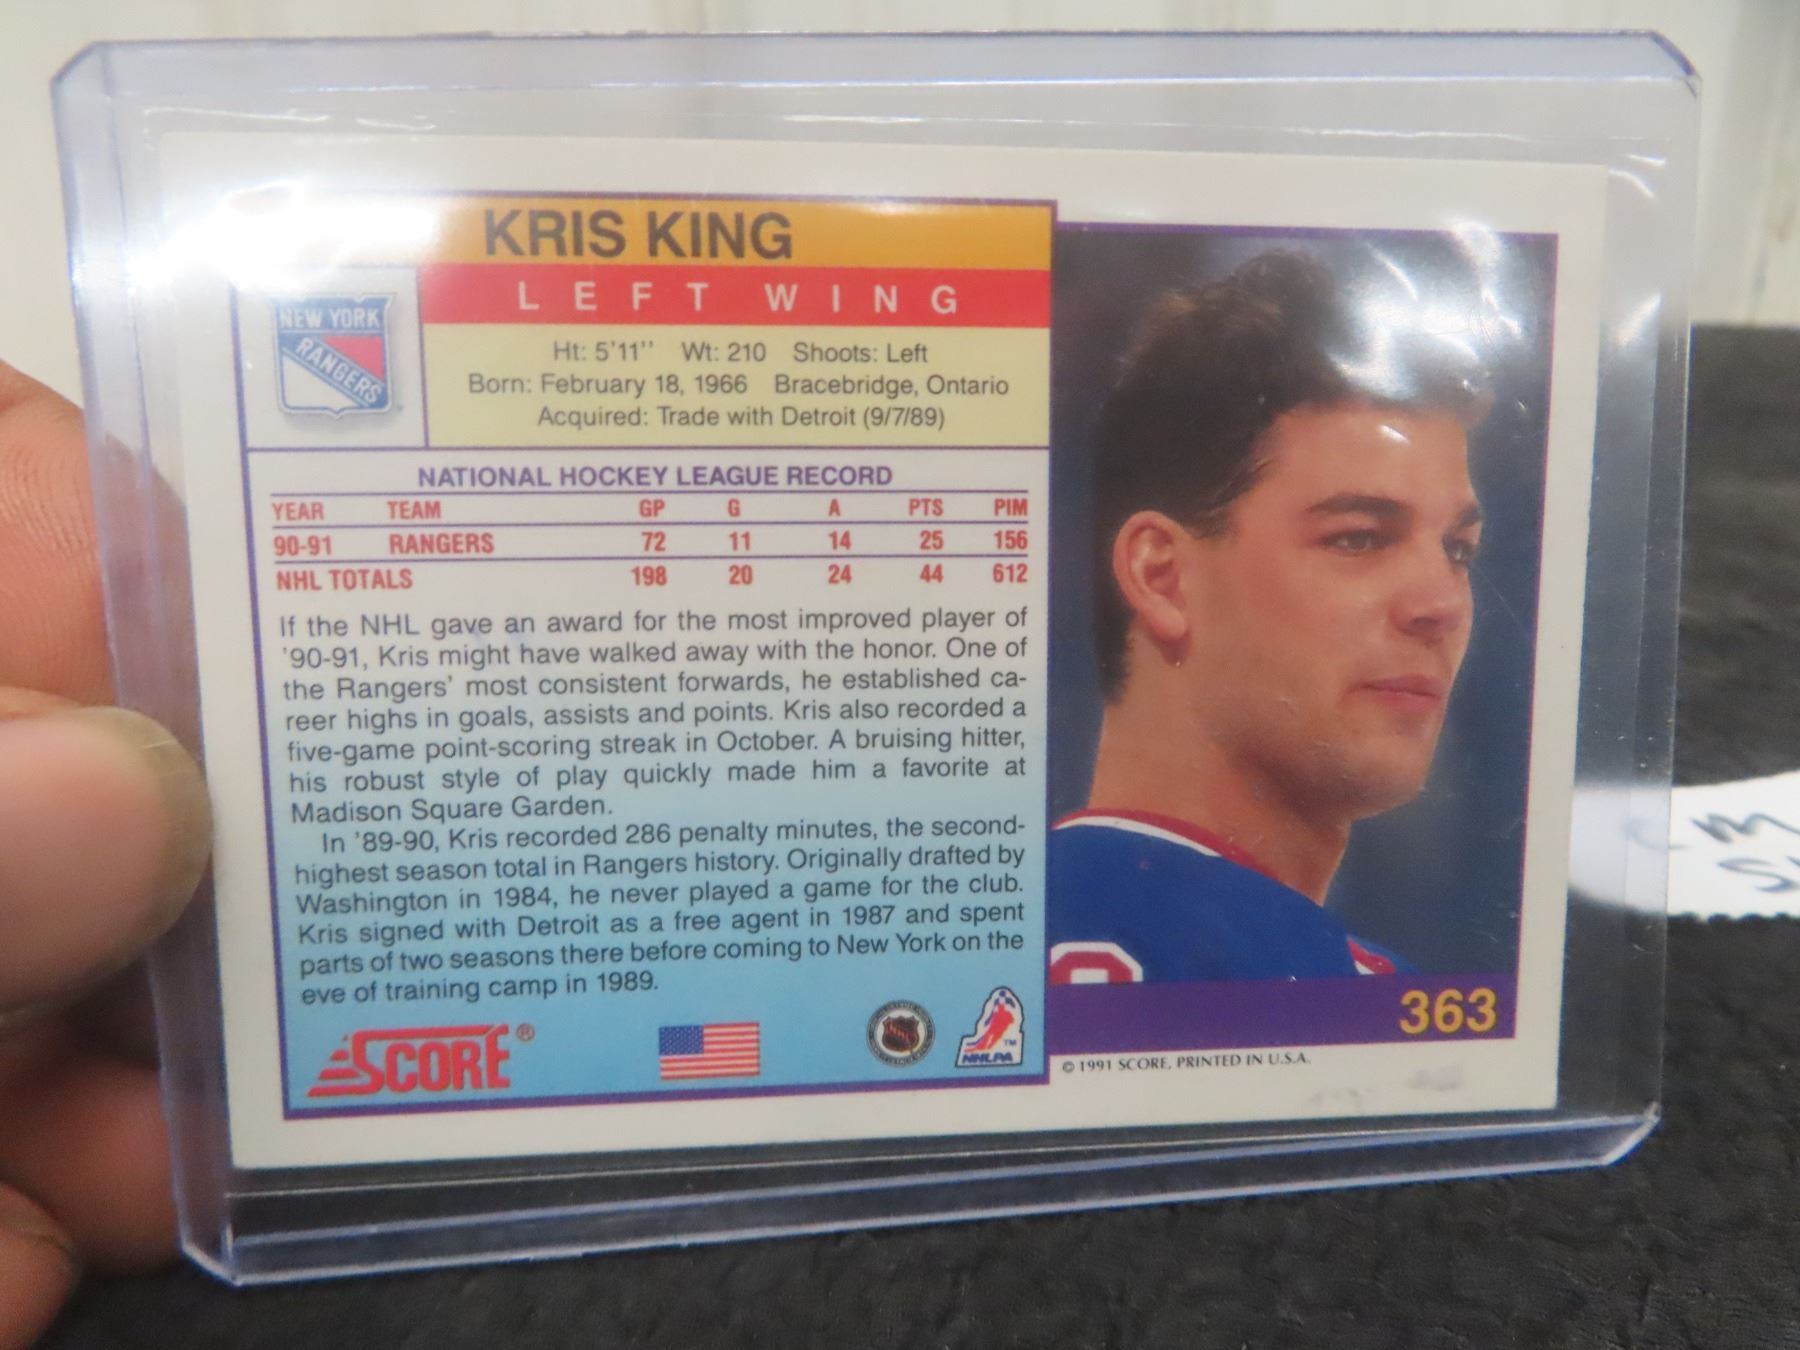 KRIS KING
LEFT WING
NEW YORK
RANGERS
Ht: 5'11'' Wt: 210 Shoots: Left
Born: February 18, 1966 Bracebridge, Ontario
Acquired: Trade with Detroit (9/7/89)
NATIONAL HOCKEY LEAGUE RECORD
YEAR TEAM GP G A PTS PIM
90-91 RANGERS 72 11 14 25 156
NHL TOTALS 198 20 24 44 612
If the NHL gave an award for the most improved player of
'90-91, Kris might have walked away with the honor. One of
the Rangers' most consistent forwards, he established ca-
reer highs in goals, assists and points. Kris also recorded a
five-game point-scoring streak in October. A bruising hitter,
his robust style of play quickly made him a favorite at
Madison Square Garden.
In '89-90, Kris recorded 286 penalty minutes, the second-
highest season total in Rangers history. Originally drafted by
Washington in 1984, he never played a game for the club.
Kris signed with Detroit as a free agent in 1987 and spent
parts of two seasons there before coming to New York on the
eve of training camp in 1989.
SCORE®
NHL
NHLPA
TM
363
© 1991 SCORE, PRINTED IN U.S.A.